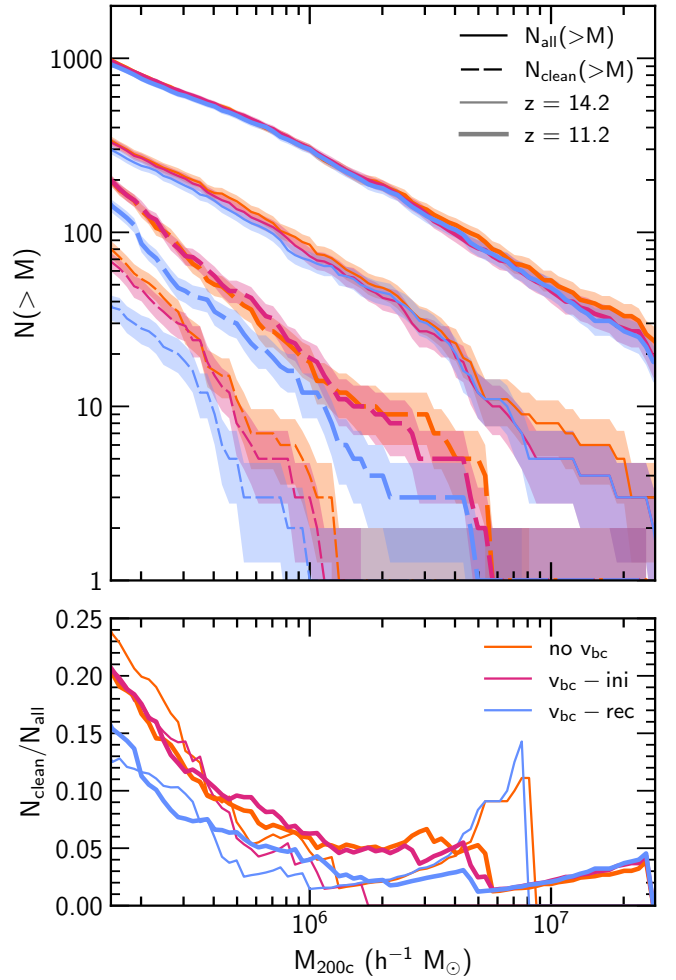 N_all(>M)
N_clean(>M)
z = 14.2
z = 11.2
1000
100
10
1
N(> M)
0.25
0.20
0.15
0.10
0.05
0.00
N_clean/N_all
no v_bc
v_bc − ini
v_bc − rec
10^6
10^7
M_200c (h^−1 M_⊙)